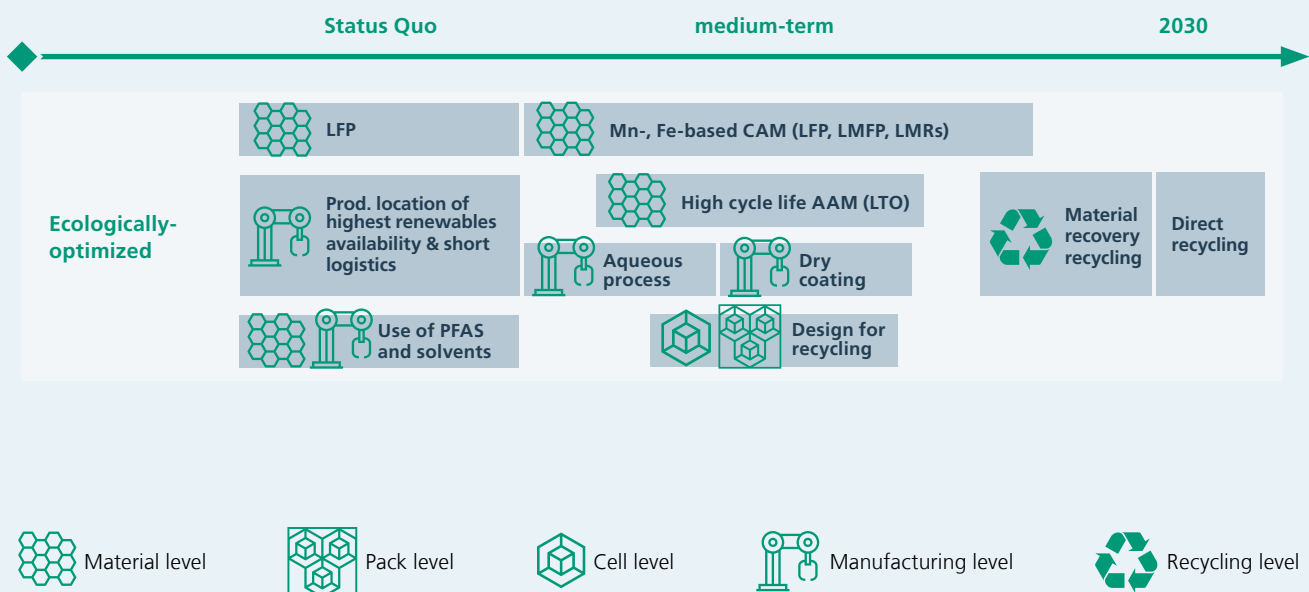 Status Quo
medium-term
2030
Ecologically-
optimized
LFP
Mn-, Fe-based CAM (LFP, LMFP, LMRs)
Prod. location of
highest renewables
availability & short
logistics
High cycle life AAM (LTO)
Aqueous
process
Dry
coating
Material
recovery
recycling
Direct
recycling
Use of PFAS
and solvents
Design for
recycling
Material level
Pack level
Cell level
Manufacturing level
Recycling level